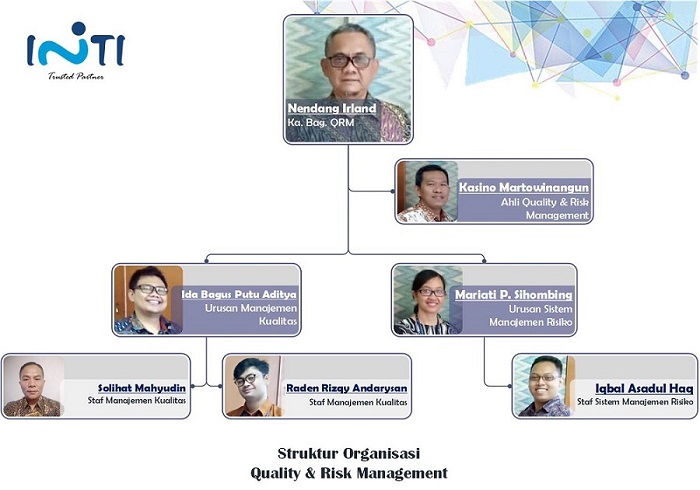 INTI
Trusted Partner
Nendang Irland
Ka. Bag. QRM
Kasino Martowinangun
Ahli Quality & Risk
Management
Ida Bagus Putu Aditya
Urusan Manajemen
Kualitas
Mariati P. Sihombing
Urusan Sistem
Manajemen Risiko
Solihat Mahyudin
Staf Manajemen Kualitas
Raden Rizqy Andarysan
Staf Manajemen Kualitas
Iqbal Asadul Haq
Staf Sistem Manajemen Risiko
Struktur Organisasi
Quality & Risk Management